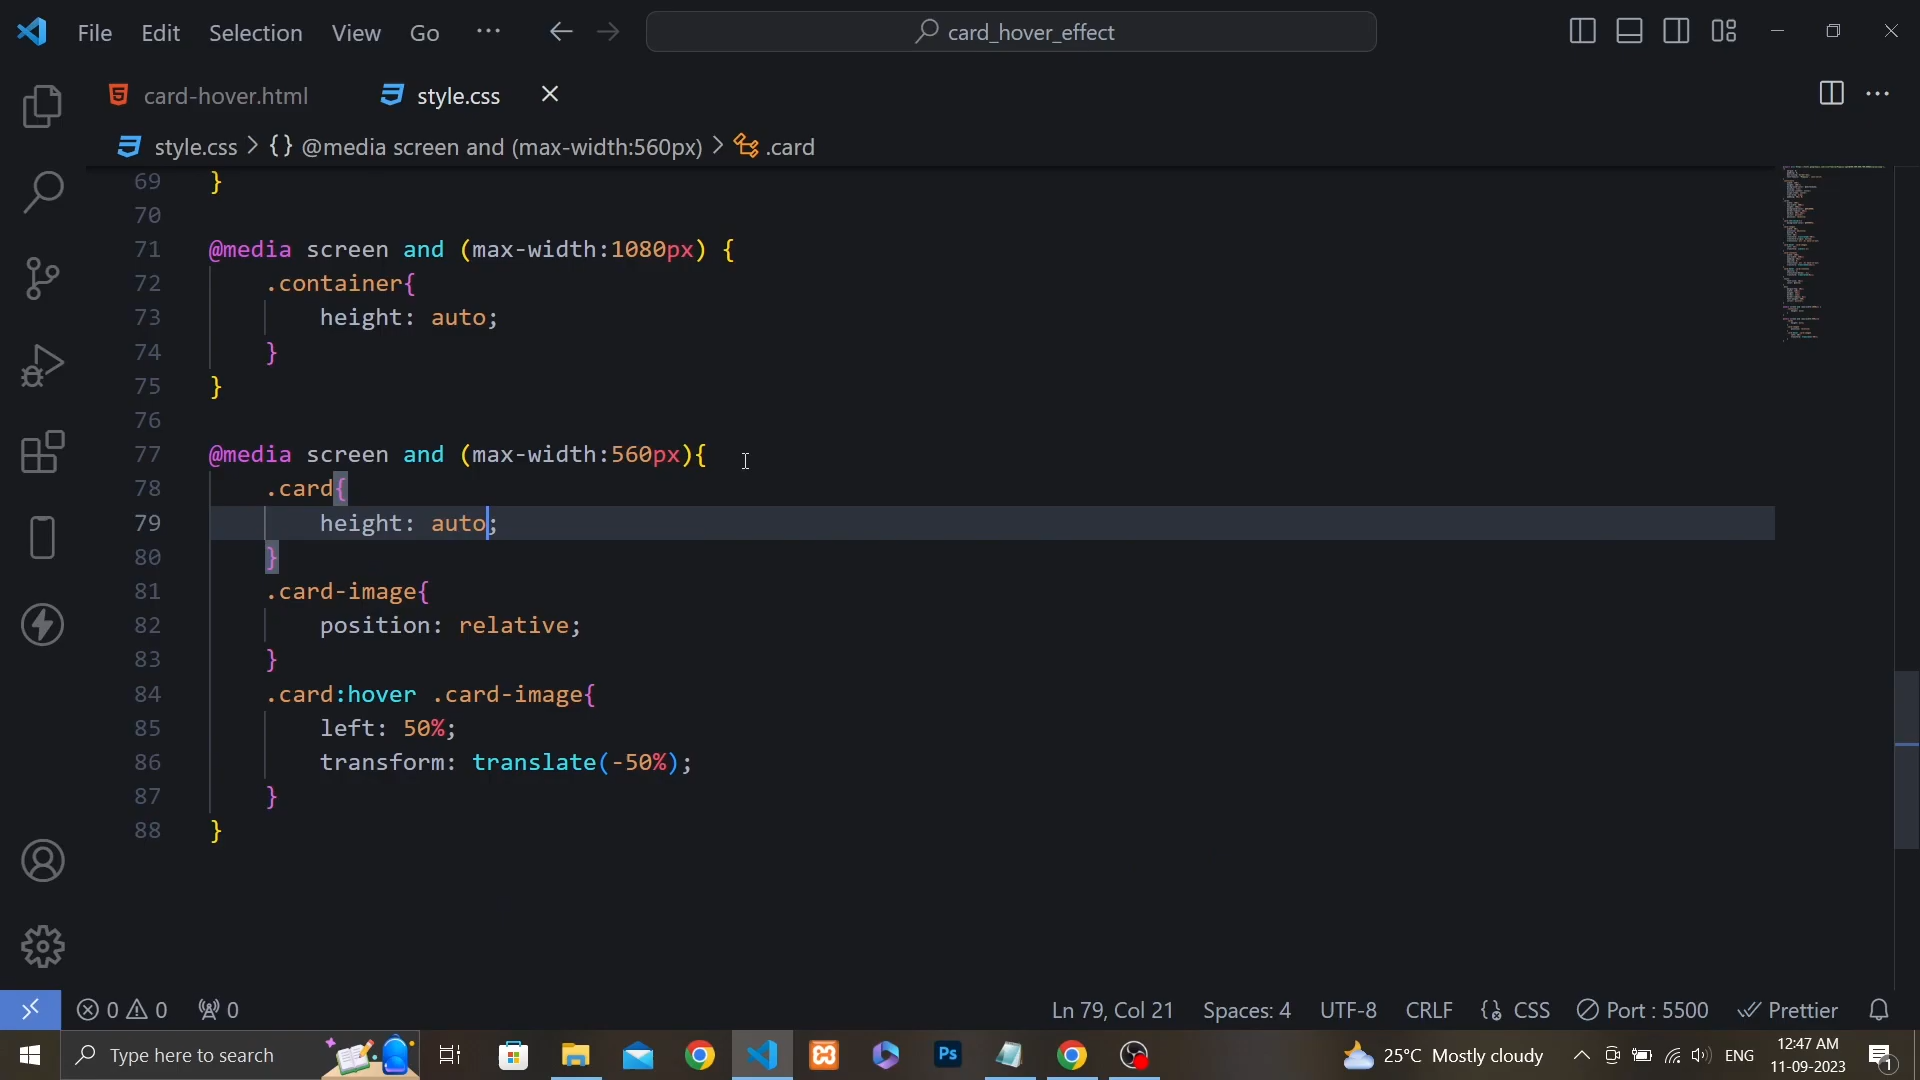 File Edit Selection View Go ··· card_hover_effect
card-hover.html style.css
style.css > {} @media screen and (max-width:560px) > .card
69 }
70
71 @media screen and (max-width:1080px) {
72 .container{
73 height: auto;
74 }
75 }
76
77 @media screen and (max-width:560px){
78 .card{
79 height: auto;
80 }
81 .card-image{
82 position: relative;
83 }
84 .card:hover .card-image{
85 left: 50%;
86 transform: translate(-50%);
87 }
88 }
0 0 0 Ln 79, Col 21 Spaces: 4 UTF-8 CRLF {} CSS Port : 5500 Prettier
Type here to search Ps 25°C Mostly cloudy ENG 12:47 AM 1
11-09-2023